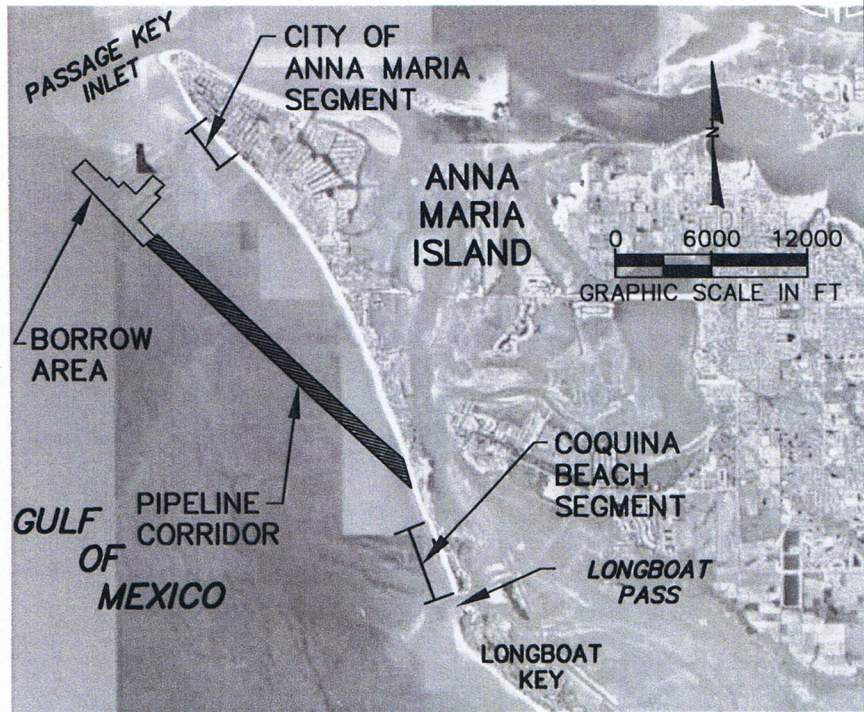 PASSAGE KEY
INLET
CITY OF
ANNA MARIA
SEGMENT
ANNA
MARIA
ISLAND
N
0 6000 12000
GRAPHIC SCALE IN FT
BORROW
AREA
PIPELINE
CORRIDOR
COQUINA
BEACH
SEGMENT
GULF
OF
MEXICO
LONGBOAT
PASS
LONGBOAT
KEY